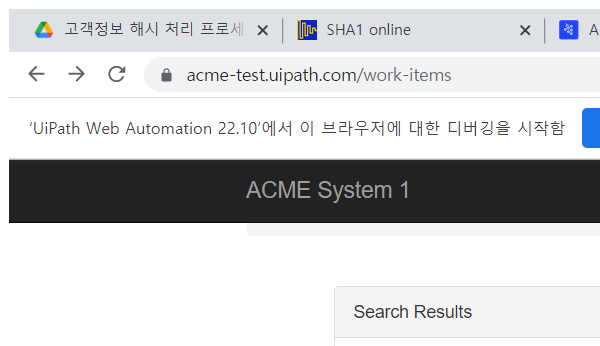 고객정보 해시 처리 프로세
SHA1 online
A
acme-test.uipath.com/work-items
'UiPath Web Automation 22.10'에서 이 브라우저에 대한 디버깅을 시작함
ACME System 1
Search Results